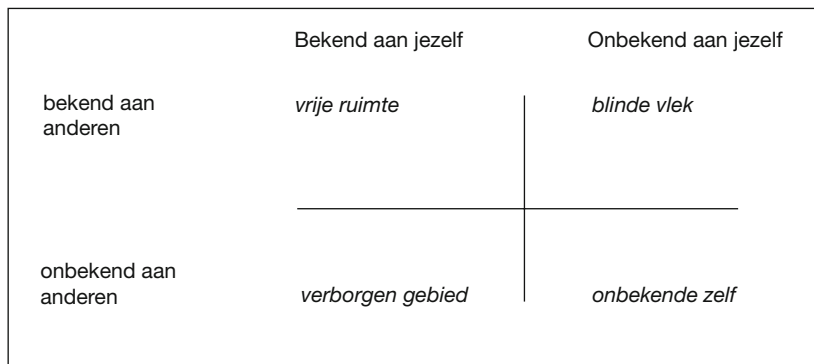 Bekend aan jezelf Onbekend aan jezelf
bekend aan vrije ruimte blinde vlek
anderen
onbekend aan
anderen verborgen gebied onbekende zelf